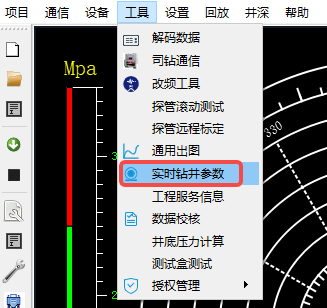 项目 通信 设备 工具 设置 回放 井深 帮助
解码数据
司钻通信
改频工具
探管滚动测试
探管远程标定
通用出图
实时钻井参数
工程服务信息
数据校核
井底压力计算
测试盒测试
授权管理
Mpa
3
2
330